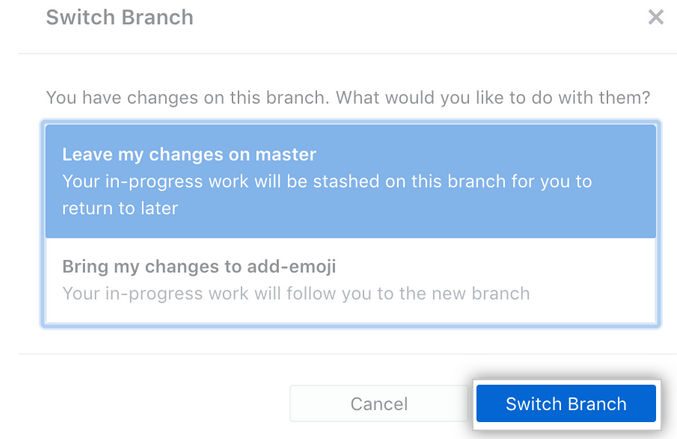 Switch Branch
You have changes on this branch. What would you like to do with them?
Leave my changes on master
Your in-progress work will be stashed on this branch for you to
return to later
Bring my changes to add-emoji
Your in-progress work will follow you to the new branch
Cancel
Switch Branch